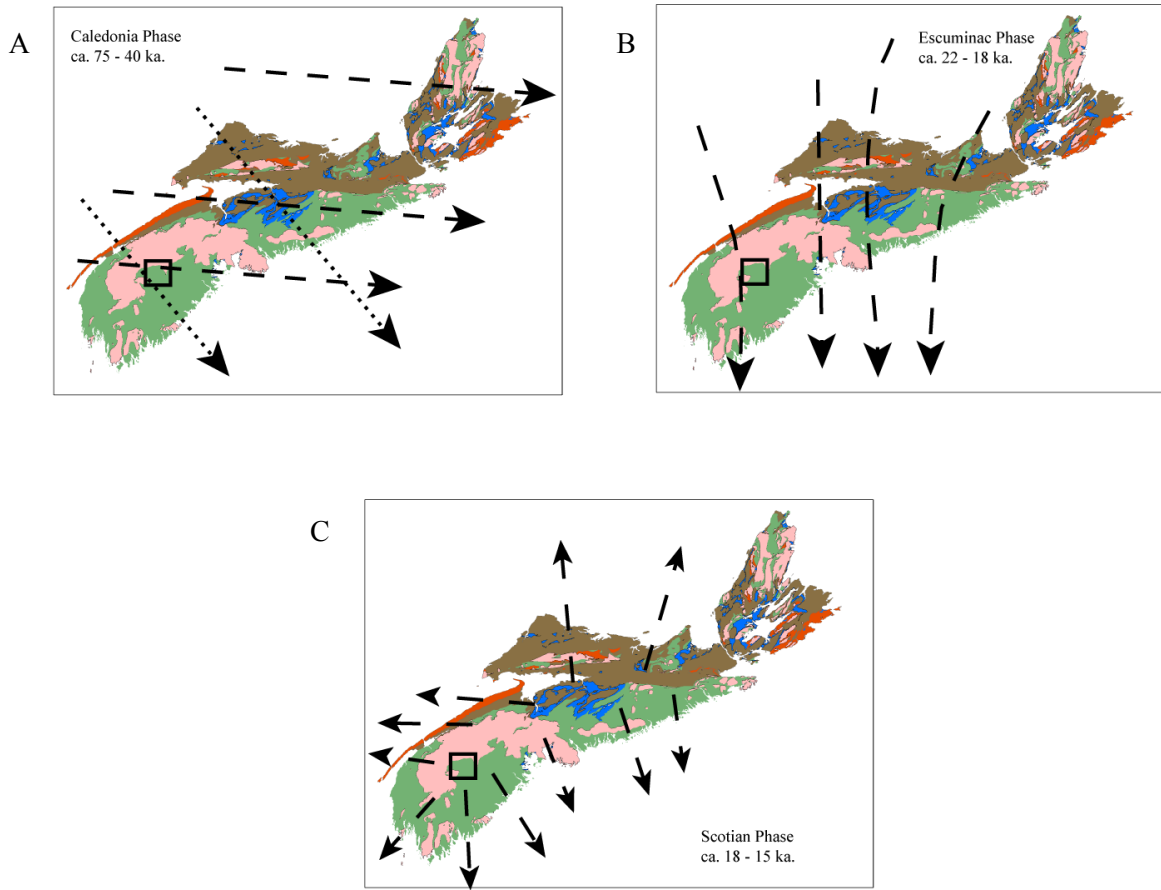 A
Caledonia Phase
ca. 75 - 40 ka.
B
Escuminac Phase
ca. 22 - 18 ka.
C
Scotian Phase
ca. 18 - 15 ka.